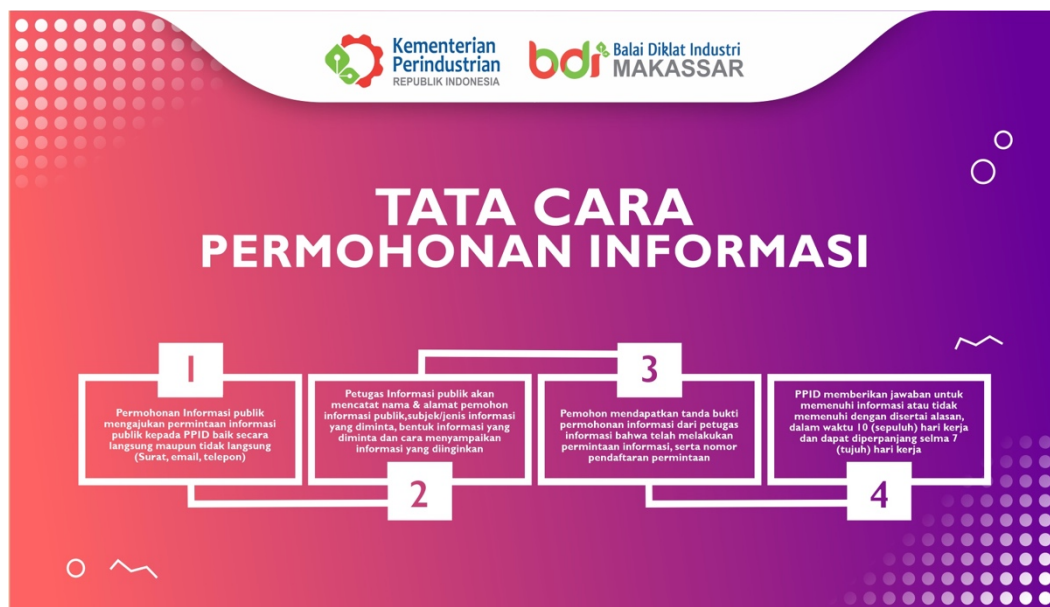 Kementerian
Perindustrian
REPUBLIK INDONESIA
bdi Balai Diklat Industri
MAKASSAR
TATA CARA
PERMOHONAN INFORMASI
1
Permohonan Informasi publik
mengajukan permintaan informasi
publik kepada PPID baik secara
langsung maupun tidak langsung
(Surat, email, telepon)
Petugas Informasi publik akan
mencatat nama & alamat pemohon
informasi publik,subjek/jenis informasi
yang diminta, bentuk informasi yang
diminta dan cara menyampaikan
informasi yang diinginkan
2
3
Pemohon mendapatkan tanda bukti
permohonan informasi dari petugas
informasi bahwa telah melakukan
permintaan informasi, serta nomor
pendaftaran permintaan
PPID memberikan jawaban untuk
memenuhi informasi atau tidak
memenuhi dengan disertai alasan,
dalam waktu 10 (sepuluh) hari kerja
dan dapat diperpanjang selma 7
(tujuh) hari kerja
4